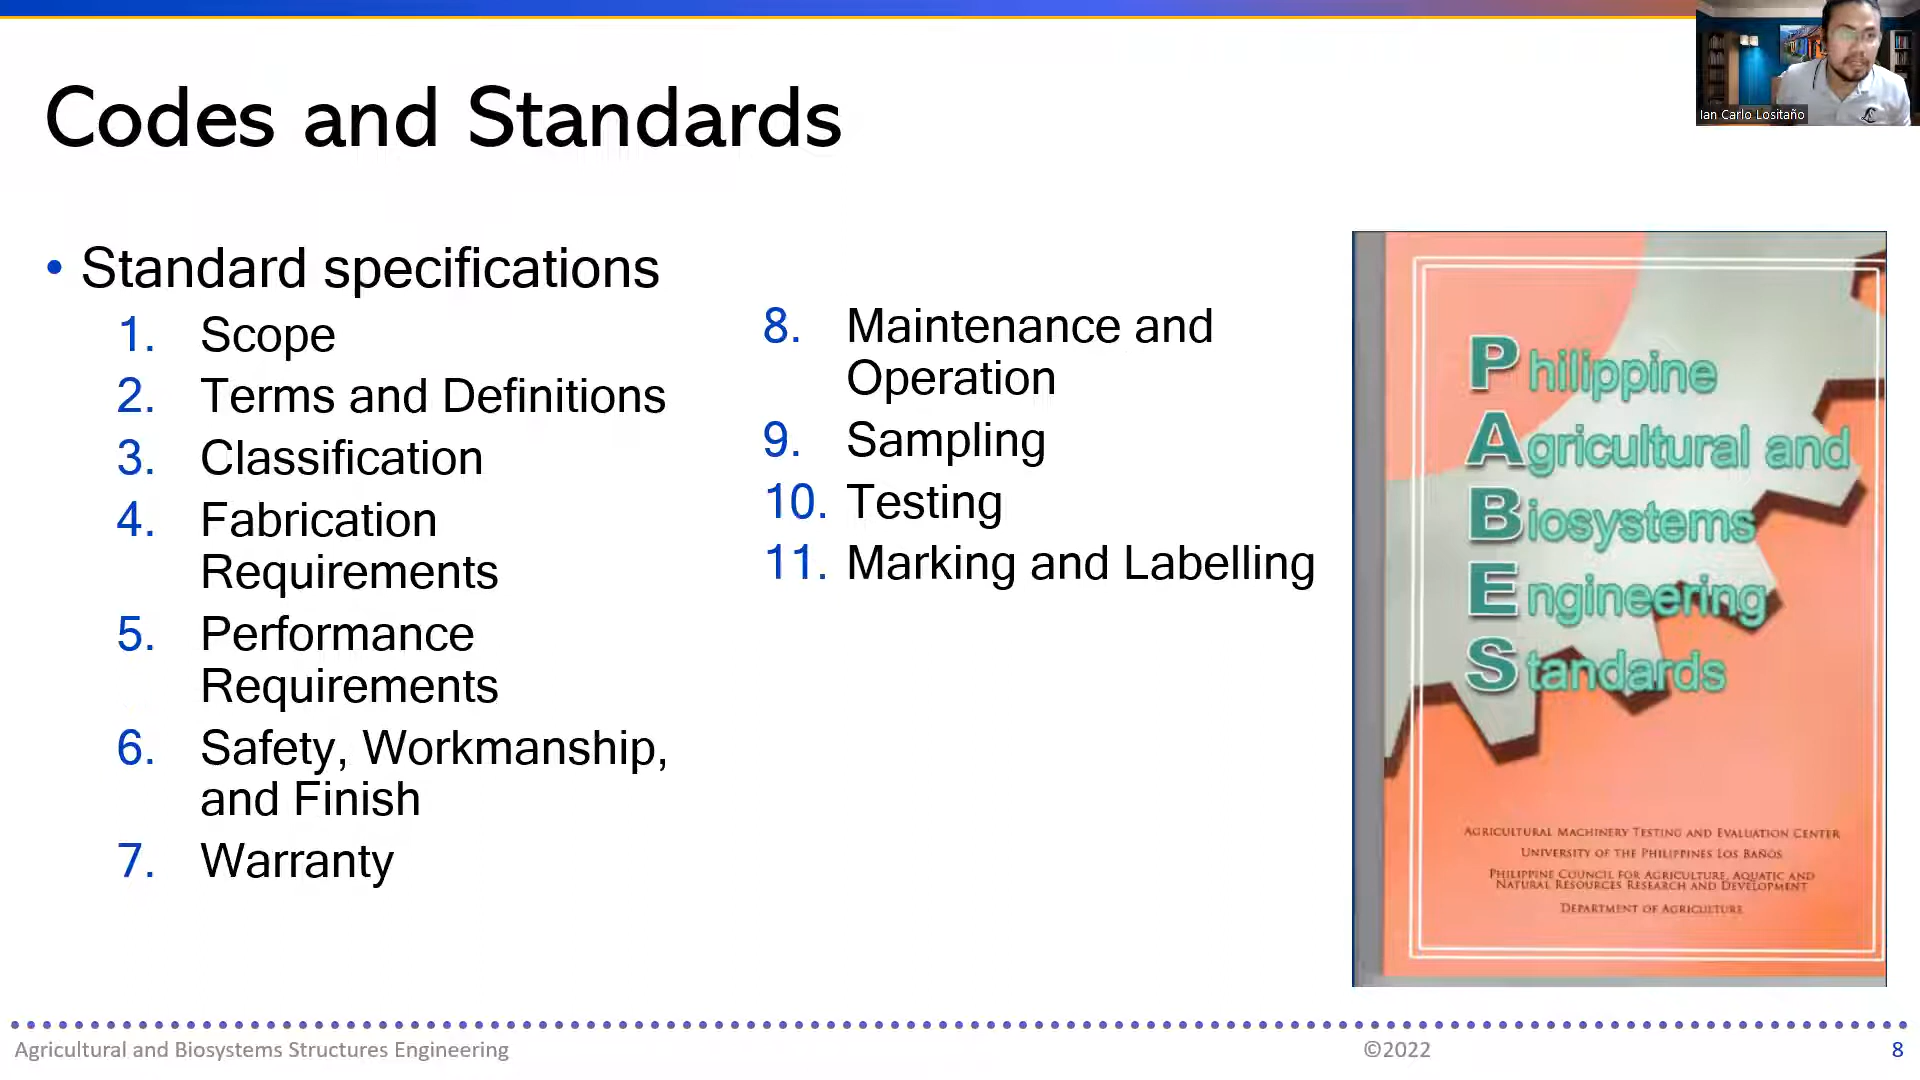 Codes and Standards
Ian Carlo Lositaño
• Standard specifications
1. Scope
2. Terms and Definitions
3. Classification
4. Fabrication
Requirements
5. Performance
Requirements
6. Safety, Workmanship,
and Finish
7. Warranty
8. Maintenance and
Operation
9. Sampling
10. Testing
11. Marking and Labelling
Philippine
Agricultural and
Biosystems
Engineering
Standards
AGRICULTURAL MACHINERY TESTING AND EVALUATION CENTER
UNIVERSITY OF THE PHILIPPINES LOS BAÑOS
PHILIPPINE COUNCIL FOR AGRICULTURE, AQUATIC AND
NATURAL RESOURCES RESEARCH AND DEVELOPMENT
DEPARTMENT OF AGRICULTURE
Agricultural and Biosystems Structures Engineering
©2022
8